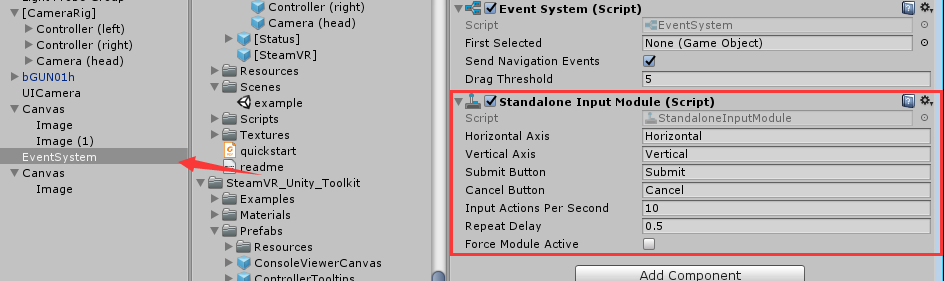 [CameraRig]
Controller (left)
Controller (right)
Camera (head)
bGUN01h
UICamera
Canvas
Image
Image (1)
EventSystem
Canvas
Image
Controller (right)
Camera (head)
[Status]
[SteamVR]
Resources
Scenes
example
Scripts
Textures
quickstart
readme
SteamVR_Unity_Toolkit
Examples
Materials
Prefabs
Resources
ConsoleViewerCanvas
ControllerTooltips
Event System (Script)
Script EventSystem
First Selected None (Game Object)
Send Navigation Events
Drag Threshold 5
Standalone Input Module (Script)
Script StandaloneInputModule
Horizontal Axis Horizontal
Vertical Axis Vertical
Submit Button Submit
Cancel Button Cancel
Input Actions Per Second 10
Repeat Delay 0.5
Force Module Active
Add Component